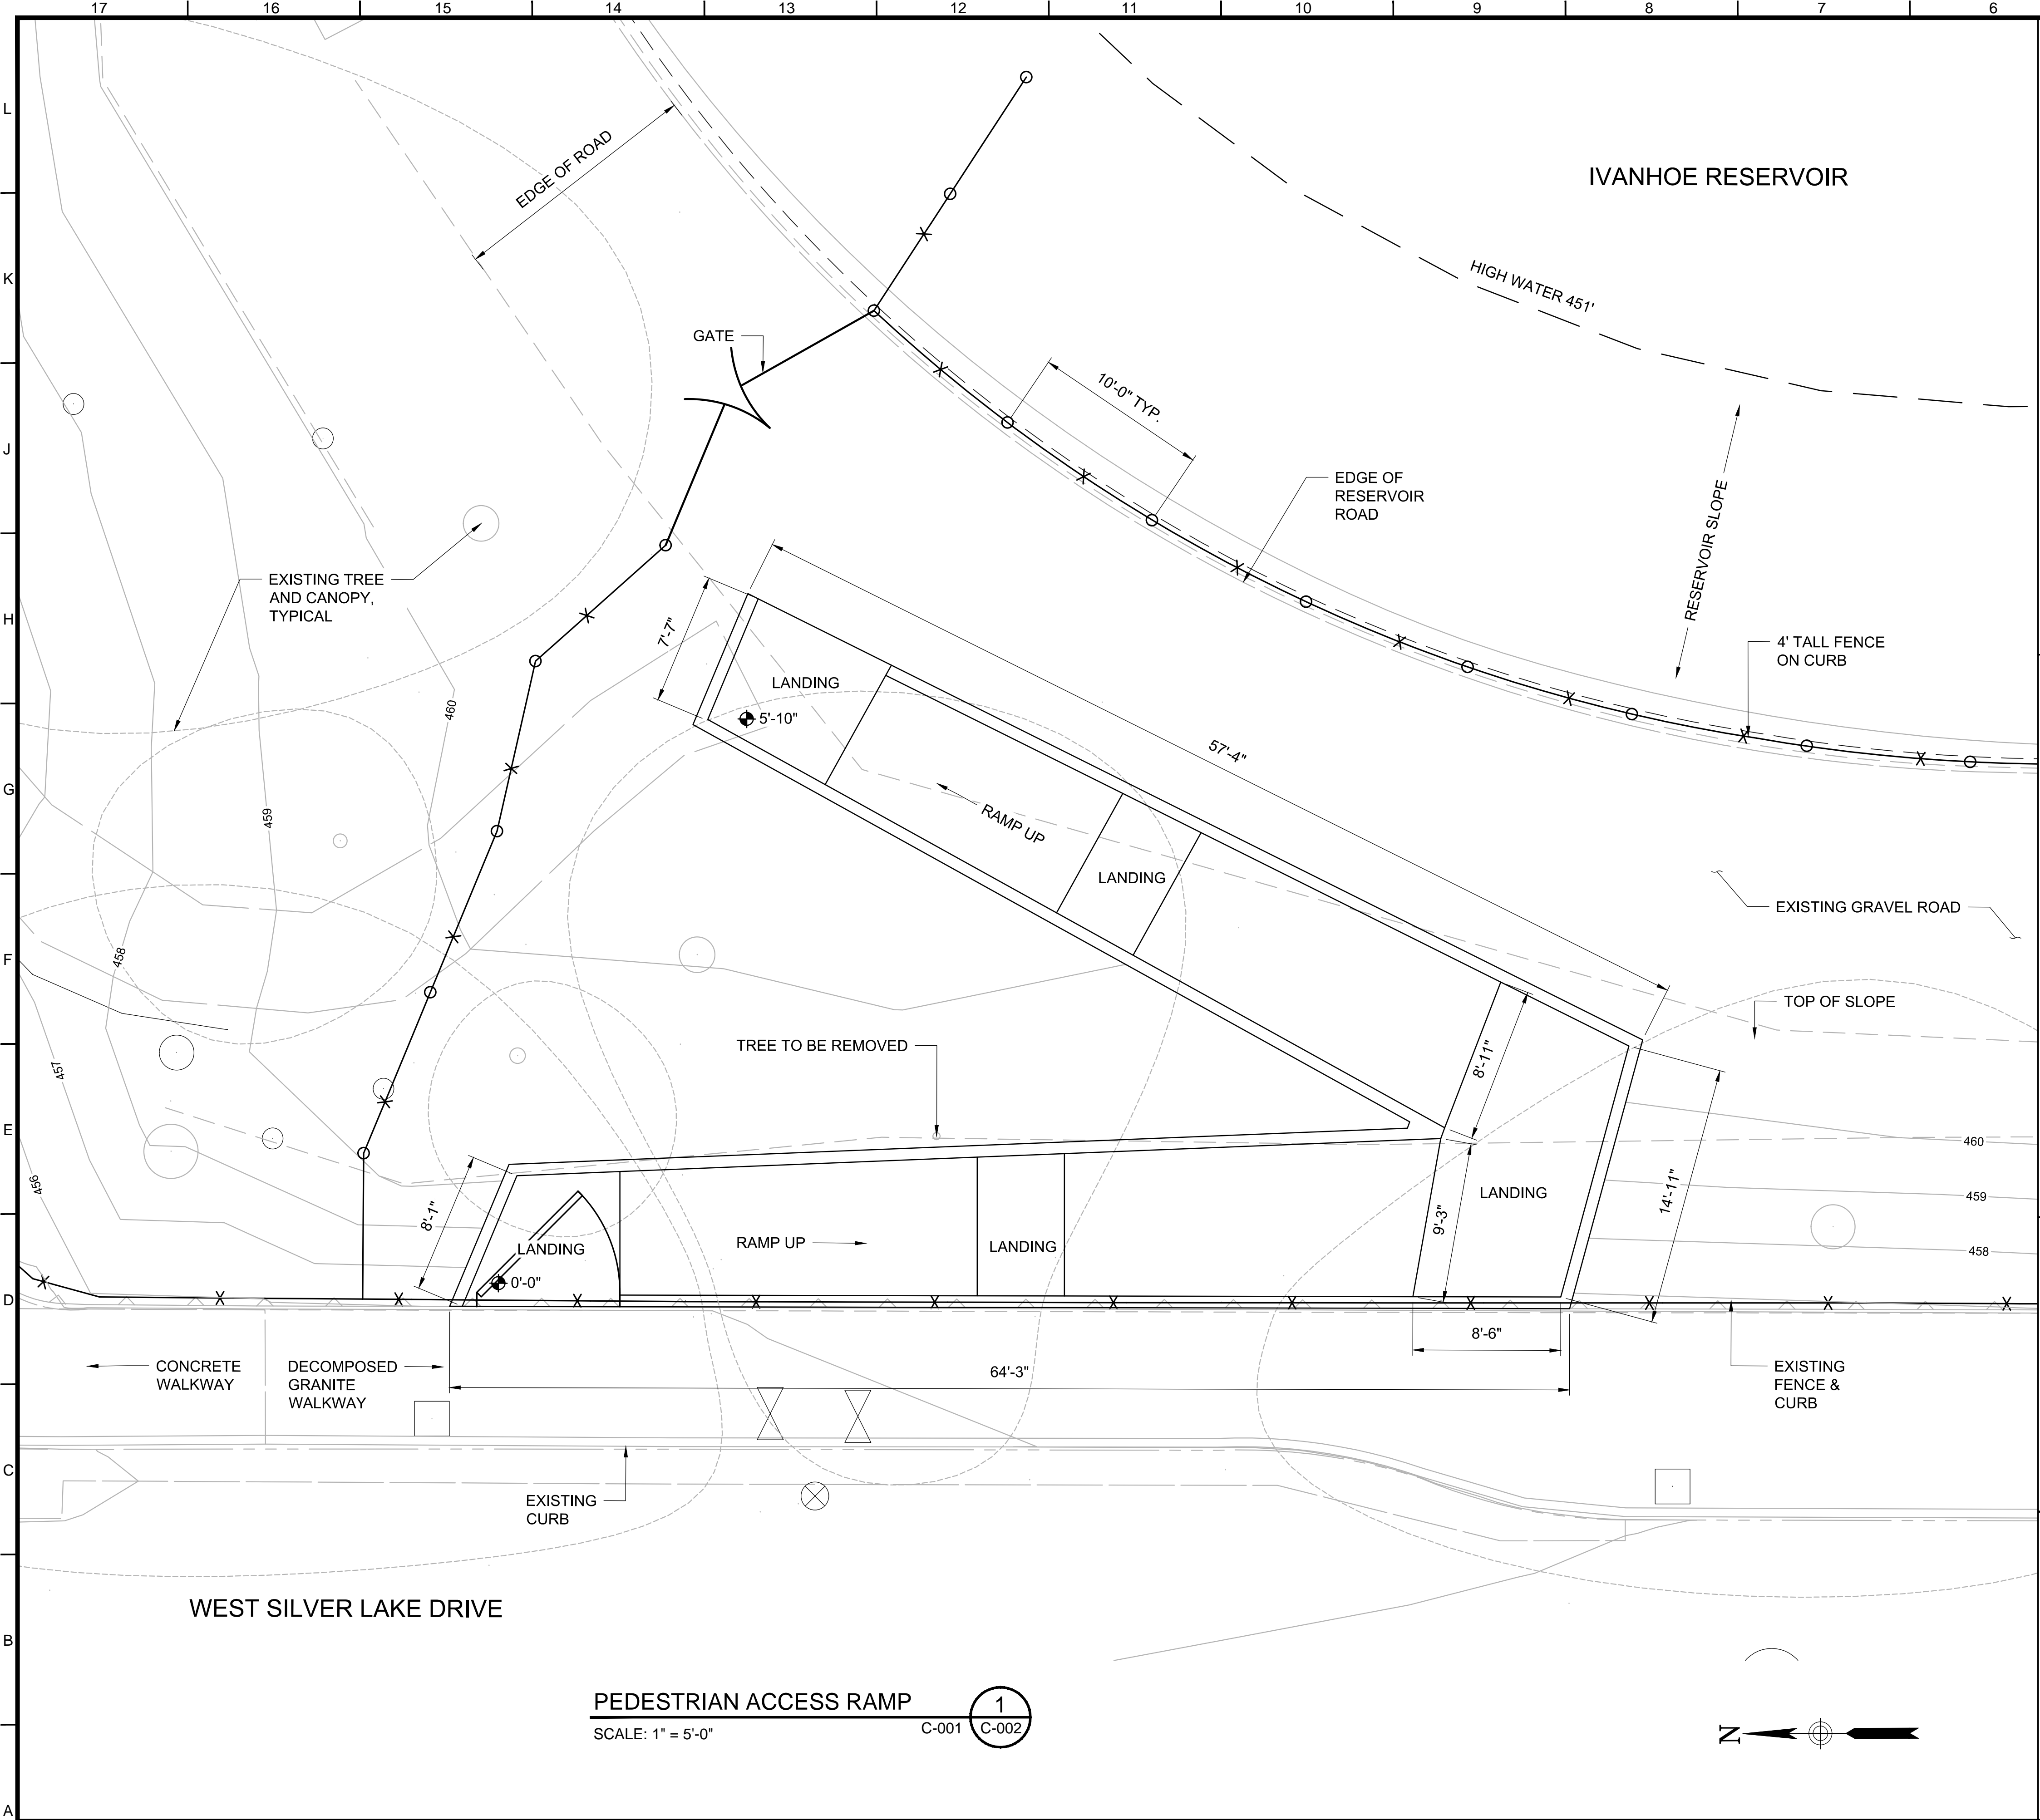 17 16 15 14 13 12 11 10 9 8 7 6
L
EDGE OF ROAD
IVANHOE RESERVOIR
K
HIGH WATER 451'
GATE
10'-0" TYP.
J
EDGE OF
RESERVOIR
ROAD
RESERVOIR SLOPE
EXISTING TREE
AND CANOPY,
TYPICAL
H
7'-7"
4' TALL FENCE
ON CURB
LANDING
460
5'-10"
57'-4"
G
459
RAMP UP
LANDING
EXISTING GRAVEL ROAD
F
458
TOP OF SLOPE
TREE TO BE REMOVED
8'-11"
457
E
460
456
8'-1"
LANDING
14'-11"
459
9'-3"
RAMP UP
LANDING
LANDING
458
0'-0"
D
8'-6"
CONCRETE
WALKWAY
DECOMPOSED
GRANITE
WALKWAY
64'-3"
EXISTING
FENCE &
CURB
C
EXISTING
CURB
WEST SILVER LAKE DRIVE
B
PEDESTRIAN ACCESS RAMP
1
SCALE: 1" = 5'-0"
C-001
C-002
N
A